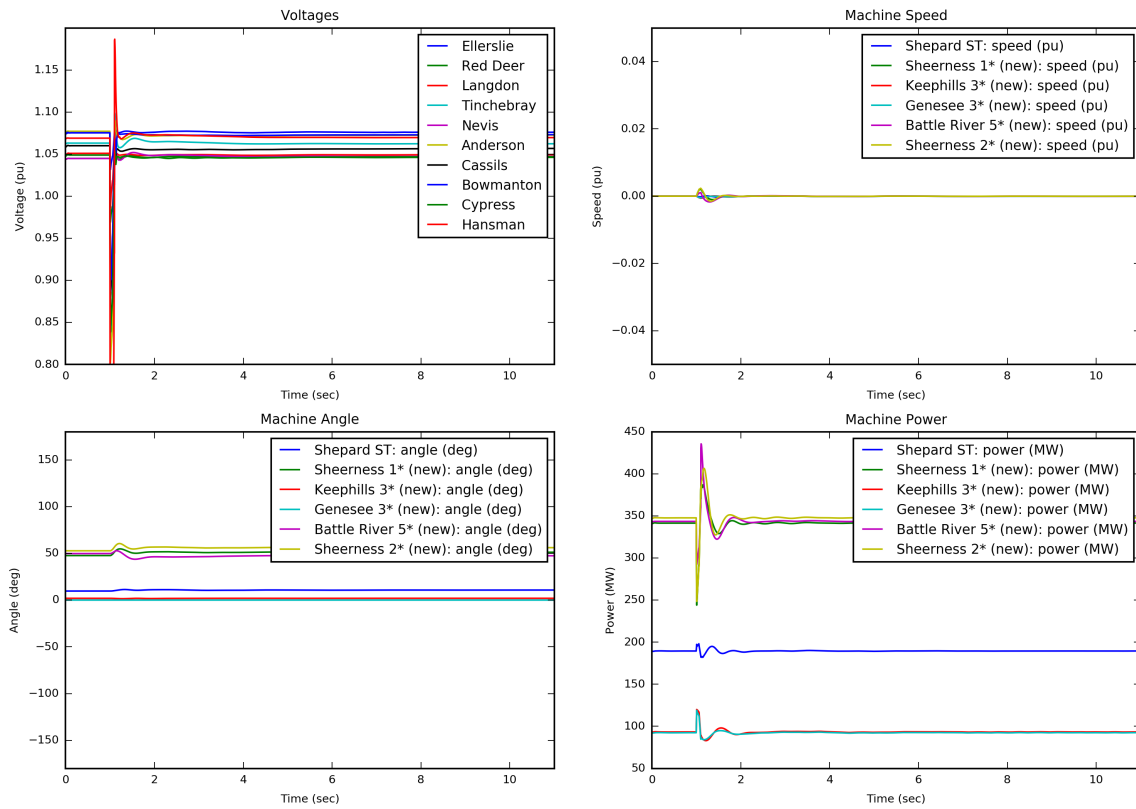 Voltages
1.15
1.10
1.05
1.00
0.95
0.90
0.85
0.80
Voltage (pu)
0 2 4 6 8 10
Time (sec)
Ellerslie
Red Deer
Langdon
Tinchebray
Nevis
Anderson
Cassils
Bowmanton
Cypress
Hansman
Machine Speed
0.04
0.02
0.00
−0.02
−0.04
Speed (pu)
0 2 4 6 8 10
Time (sec)
Shepard ST: speed (pu)
Sheerness 1* (new): speed (pu)
Keephills 3* (new): speed (pu)
Genesee 3* (new): speed (pu)
Battle River 5* (new): speed (pu)
Sheerness 2* (new): speed (pu)
Machine Angle
150
100
50
0
−50
−100
−150
Angle (deg)
0 2 4 6 8 10
Time (sec)
Shepard ST: angle (deg)
Sheerness 1* (new): angle (deg)
Keephills 3* (new): angle (deg)
Genesee 3* (new): angle (deg)
Battle River 5* (new): angle (deg)
Sheerness 2* (new): angle (deg)
Machine Power
450
400
350
300
250
200
150
100
50
Power (MW)
0 2 4 6 8 10
Time (sec)
Shepard ST: power (MW)
Sheerness 1* (new): power (MW)
Keephills 3* (new): power (MW)
Genesee 3* (new): power (MW)
Battle River 5* (new): power (MW)
Sheerness 2* (new): power (MW)